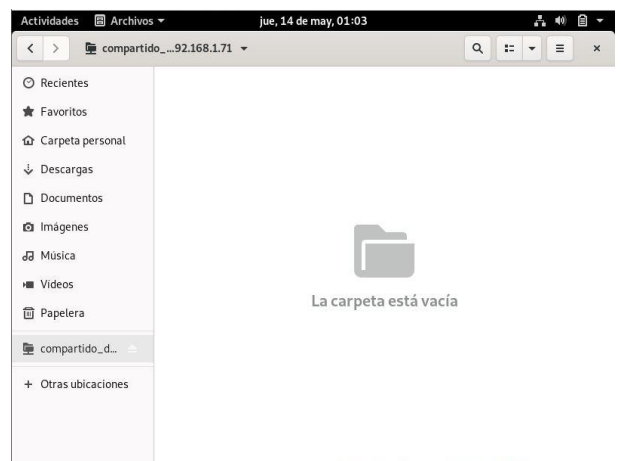 Actividades Archivos jue, 14 de may, 01:03
compartido_...92.168.1.71
Recientes
Favoritos
Carpeta personal
Descargas
Documentos
Imágenes
Música
Vídeos
Papelera
compartido_d...
+ Otras ubicaciones
La carpeta está vacía